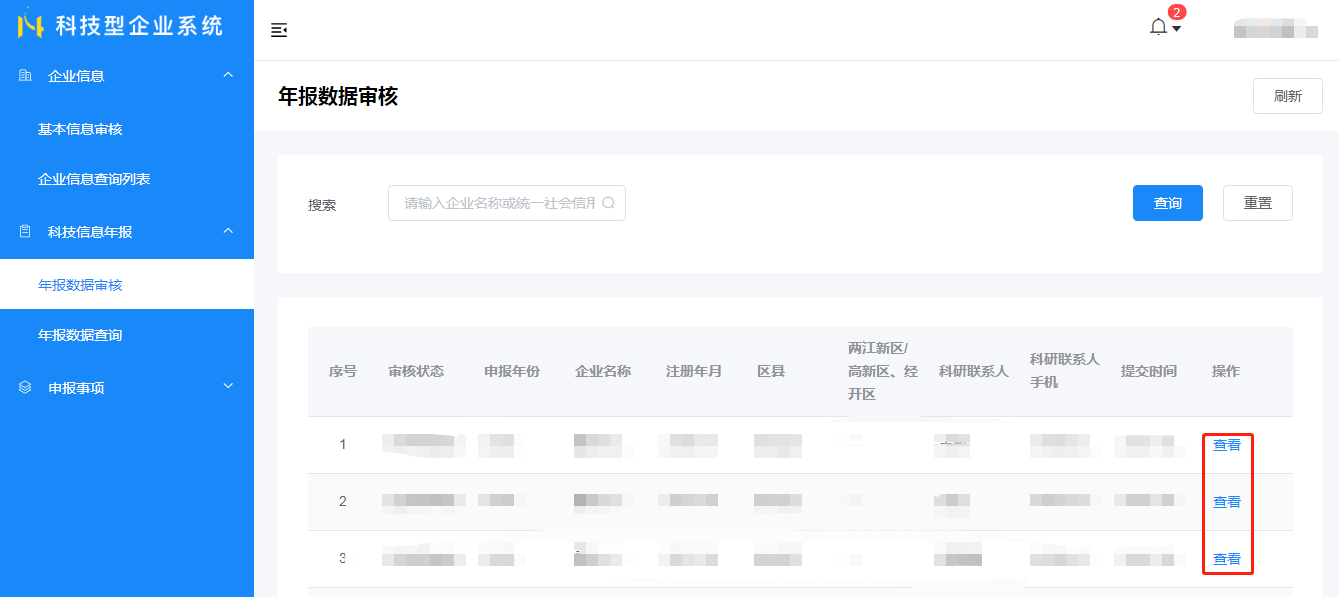 科技型企业系统
2
企业信息
基本信息审核
企业信息查询列表
科技信息年报
年报数据审核
年报数据查询
申报事项
年报数据审核
刷新
搜索
请输入企业名称或统一社会信用
查询
重置
序号
审核状态
申报年份
企业名称
注册年月
区县
两江新区/
高新区、经
开区
科研联系人
科研联系人
手机
提交时间
操作
1
查看
2
查看
3
查看